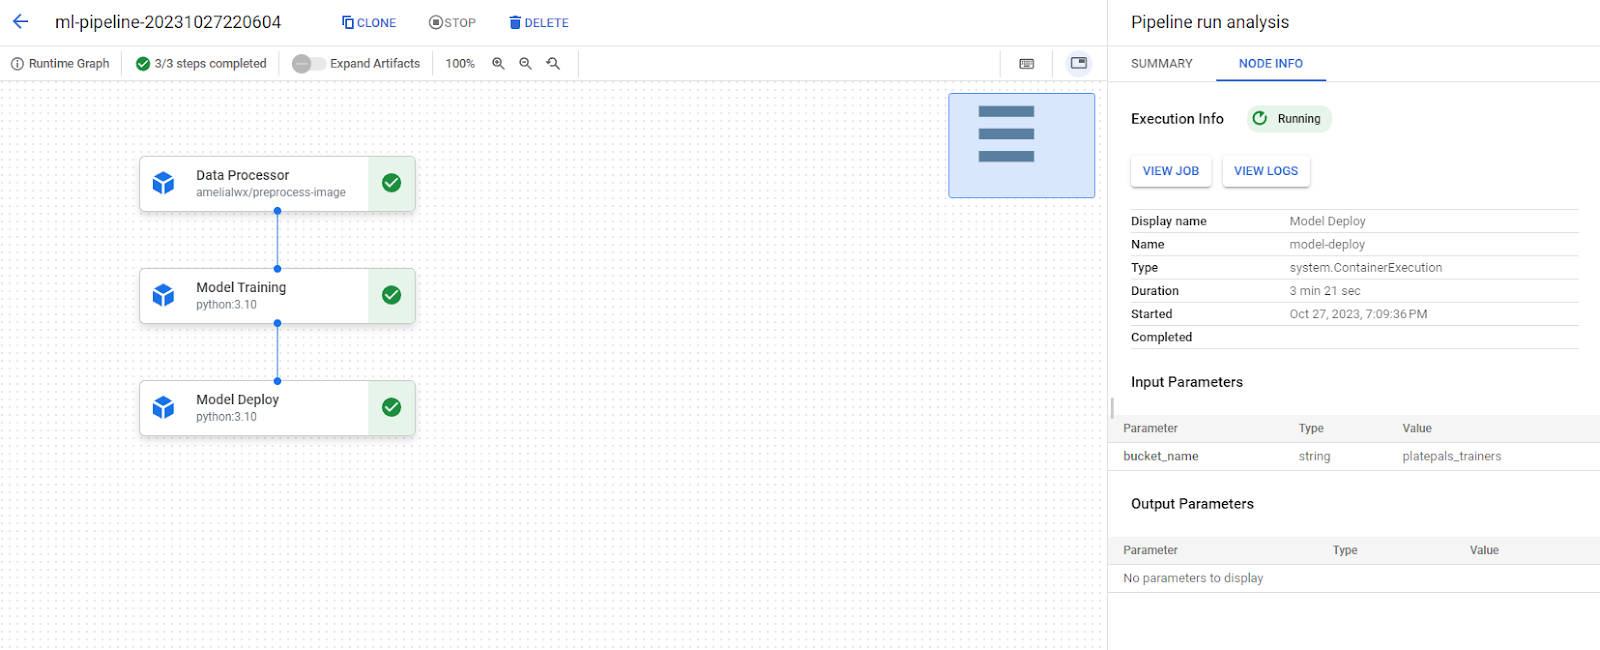 ml-pipeline-20231027220604
CLONE
STOP
DELETE
Runtime Graph
3/3 steps completed
Expand Artifacts
100%
Data Processor
amelialwx/preprocess-image
Model Training
python:3.10
Model Deploy
python:3.10
Pipeline run analysis
SUMMARY
NODE INFO
Execution Info
Running
VIEW JOB
VIEW LOGS
Display name Model Deploy
Name model-deploy
Type system.ContainerExecution
Duration 3 min 21 sec
Started Oct 27, 2023, 7:09:36 PM
Completed
Input Parameters
Parameter Type Value
bucket_name string platepals_trainers
Output Parameters
Parameter Type Value
No parameters to display